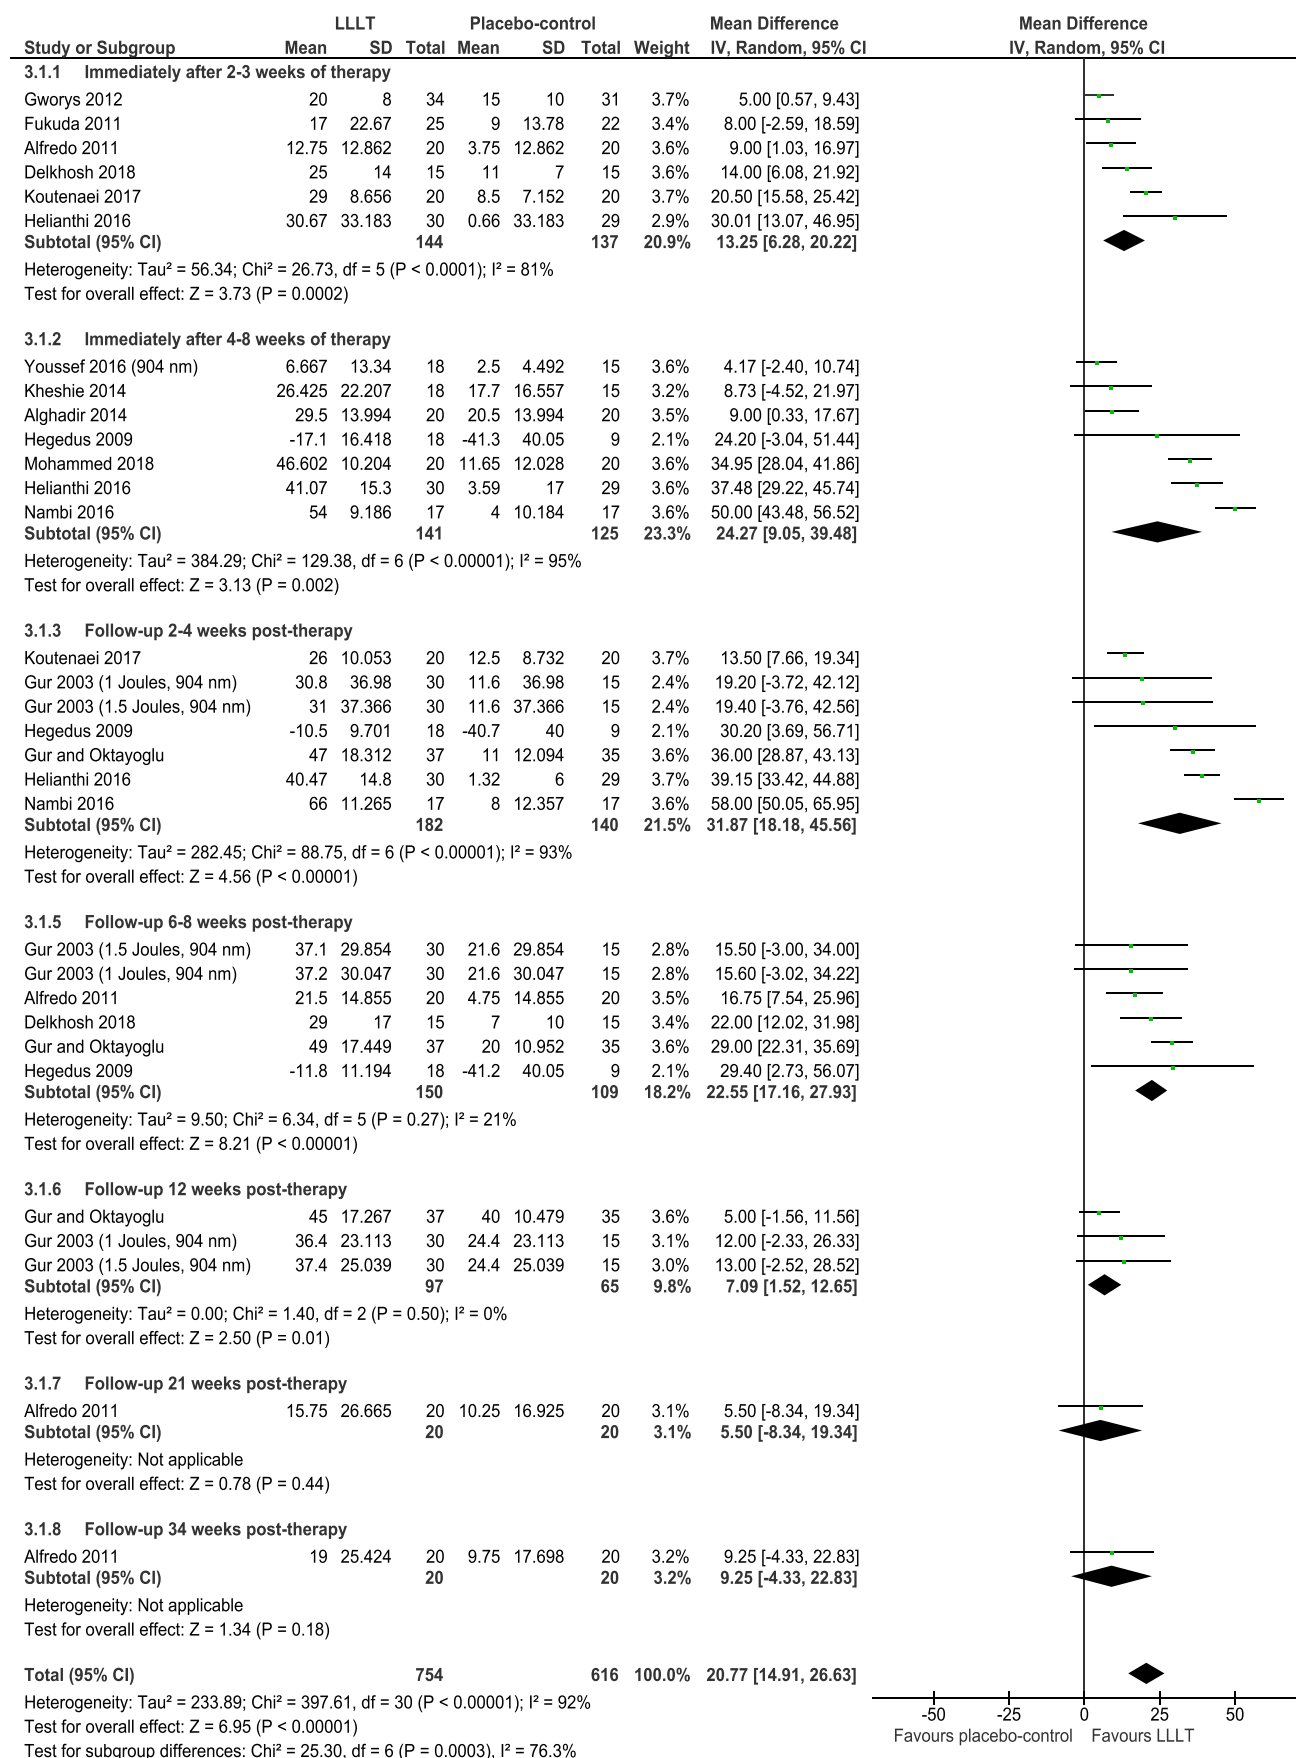 LLLT Placebo-control Mean Difference Mean Difference
Study or Subgroup Mean SD Total Mean SD Total Weight IV, Random, 95% CI IV, Random, 95% CI
3.1.1 Immediately after 2-3 weeks of therapy
Gworys 2012 20 8 34 15 10 31 3.7% 5.00 [0.57, 9.43]
Fukuda 2011 17 22.67 25 9 13.78 22 3.4% 8.00 [-2.59, 18.59]
Alfredo 2011 12.75 12.862 20 3.75 12.862 20 3.6% 9.00 [1.03, 16.97]
Delkhosh 2018 25 14 15 11 7 15 3.6% 14.00 [6.08, 21.92]
Koutenaei 2017 29 8.656 20 8.5 7.152 20 3.7% 20.50 [15.58, 25.42]
Helianthi 2016 30.67 33.183 30 0.66 33.183 29 2.9% 30.01 [13.07, 46.95]
Subtotal (95% CI) 144 137 20.9% 13.25 [6.28, 20.22]
Heterogeneity: Tau² = 56.34; Chi² = 26.73, df = 5 (P < 0.0001); I² = 81%
Test for overall effect: Z = 3.73 (P = 0.0002)
3.1.2 Immediately after 4-8 weeks of therapy
Youssef 2016 (904 nm) 6.667 13.34 18 2.5 4.492 15 3.6% 4.17 [-2.40, 10.74]
Kheshie 2014 26.425 22.207 18 17.7 16.557 15 3.2% 8.73 [-4.52, 21.97]
Alghadir 2014 29.5 13.994 20 20.5 13.994 20 3.5% 9.00 [0.33, 17.67]
Hegedus 2009 -17.1 16.418 18 -41.3 40.05 9 2.1% 24.20 [-3.04, 51.44]
Mohammed 2018 46.602 10.204 20 11.65 12.028 20 3.6% 34.95 [28.04, 41.86]
Helianthi 2016 41.07 15.3 30 3.59 17 29 3.6% 37.48 [29.22, 45.74]
Nambi 2016 54 9.186 17 4 10.184 17 3.6% 50.00 [43.48, 56.52]
Subtotal (95% CI) 141 125 23.3% 24.27 [9.05, 39.48]
Heterogeneity: Tau² = 384.29; Chi² = 129.38, df = 6 (P < 0.00001); I² = 95%
Test for overall effect: Z = 3.13 (P = 0.002)
3.1.3 Follow-up 2-4 weeks post-therapy
Koutenaei 2017 26 10.053 20 12.5 8.732 20 3.7% 13.50 [7.66, 19.34]
Gur 2003 (1 Joules, 904 nm) 30.8 36.98 30 11.6 36.98 15 2.4% 19.20 [-3.72, 42.12]
Gur 2003 (1.5 Joules, 904 nm) 31 37.366 30 11.6 37.366 15 2.4% 19.40 [-3.76, 42.56]
Hegedus 2009 -10.5 9.701 18 -40.7 40 9 2.1% 30.20 [3.69, 56.71]
Gur and Oktayoglu 47 18.312 37 11 12.094 35 3.6% 36.00 [28.87, 43.13]
Helianthi 2016 40.47 14.8 30 1.32 6 29 3.7% 39.15 [33.42, 44.88]
Nambi 2016 66 11.265 17 8 12.357 17 3.6% 58.00 [50.05, 65.95]
Subtotal (95% CI) 182 140 21.5% 31.87 [18.18, 45.56]
Heterogeneity: Tau² = 282.45; Chi² = 88.75, df = 6 (P < 0.00001); I² = 93%
Test for overall effect: Z = 4.56 (P < 0.00001)
3.1.5 Follow-up 6-8 weeks post-therapy
Gur 2003 (1.5 Joules, 904 nm) 37.1 29.854 30 21.6 29.854 15 2.8% 15.50 [-3.00, 34.00]
Gur 2003 (1 Joules, 904 nm) 37.2 30.047 30 21.6 30.047 15 2.8% 15.60 [-3.02, 34.22]
Alfredo 2011 21.5 14.855 20 4.75 14.855 20 3.5% 16.75 [7.54, 25.96]
Delkhosh 2018 29 17 15 7 10 15 3.4% 22.00 [12.02, 31.98]
Gur and Oktayoglu 49 17.449 37 20 10.952 35 3.6% 29.00 [22.31, 35.69]
Hegedus 2009 -11.8 11.194 18 -41.2 40.05 9 2.1% 29.40 [2.73, 56.07]
Subtotal (95% CI) 150 109 18.2% 22.55 [17.16, 27.93]
Heterogeneity: Tau² = 9.50; Chi² = 6.34, df = 5 (P = 0.27); I² = 21%
Test for overall effect: Z = 8.21 (P < 0.00001)
3.1.6 Follow-up 12 weeks post-therapy
Gur and Oktayoglu 45 17.267 37 40 10.479 35 3.6% 5.00 [-1.56, 11.56]
Gur 2003 (1 Joules, 904 nm) 36.4 23.113 30 24.4 23.113 15 3.1% 12.00 [-2.33, 26.33]
Gur 2003 (1.5 Joules, 904 nm) 37.4 25.039 30 24.4 25.039 15 3.0% 13.00 [-2.52, 28.52]
Subtotal (95% CI) 97 65 9.8% 7.09 [1.52, 12.65]
Heterogeneity: Tau² = 0.00; Chi² = 1.40, df = 2 (P = 0.50); I² = 0%
Test for overall effect: Z = 2.50 (P = 0.01)
3.1.7 Follow-up 21 weeks post-therapy
Alfredo 2011 15.75 26.665 20 10.25 16.925 20 3.1% 5.50 [-8.34, 19.34]
Subtotal (95% CI) 20 20 3.1% 5.50 [-8.34, 19.34]
Heterogeneity: Not applicable
Test for overall effect: Z = 0.78 (P = 0.44)
3.1.8 Follow-up 34 weeks post-therapy
Alfredo 2011 19 25.424 20 9.75 17.698 20 3.2% 9.25 [-4.33, 22.83]
Subtotal (95% CI) 20 20 3.2% 9.25 [-4.33, 22.83]
Heterogeneity: Not applicable
Test for overall effect: Z = 1.34 (P = 0.18)
Total (95% CI) 754 616 100.0% 20.77 [14.91, 26.63]
Heterogeneity: Tau² = 233.89; Chi² = 397.61, df = 30 (P < 0.00001); I² = 92%
Test for overall effect: Z = 6.95 (P < 0.00001)
Test for subgroup differences: Chi² = 25.30, df = 6 (P = 0.0003), I² = 76.3%
-50 -25 0 25 50
Favours placebo-control Favours LLLT